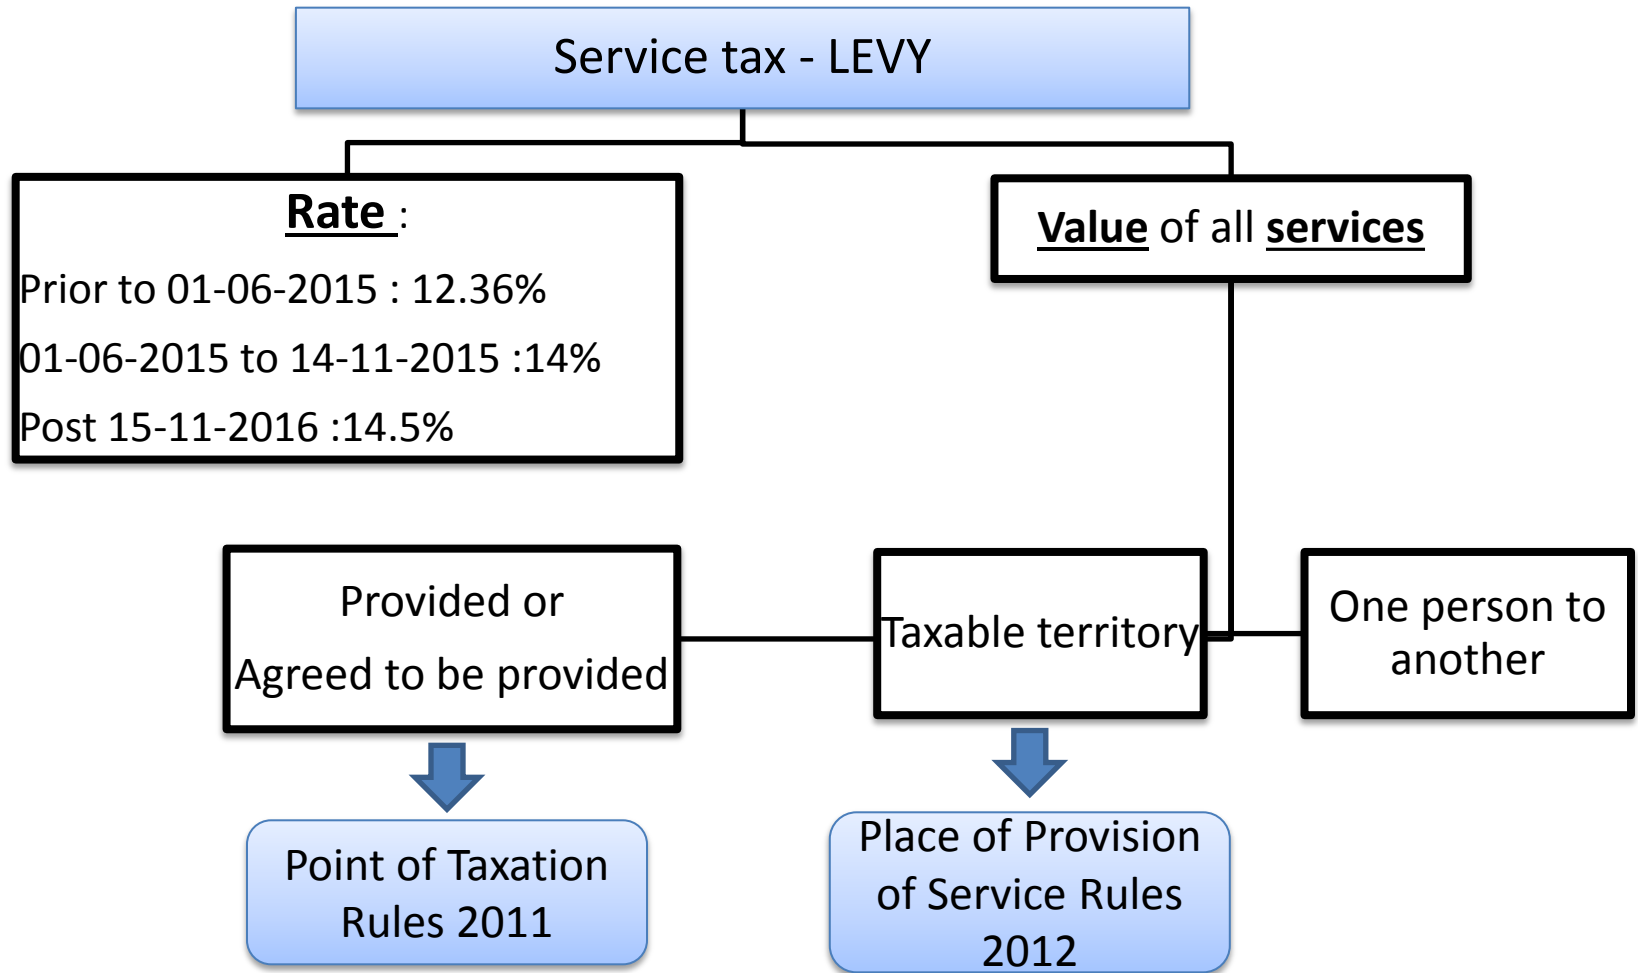 Service tax - LEVY
Rate :
Prior to 01-06-2015 : 12.36%
01-06-2015 to 14-11-2015 :14%
Post 15-11-2016 :14.5%
Value of all services
Provided or
Agreed to be provided
Taxable territory
One person to
another
Point of Taxation
Rules 2011
Place of Provision
of Service Rules
2012